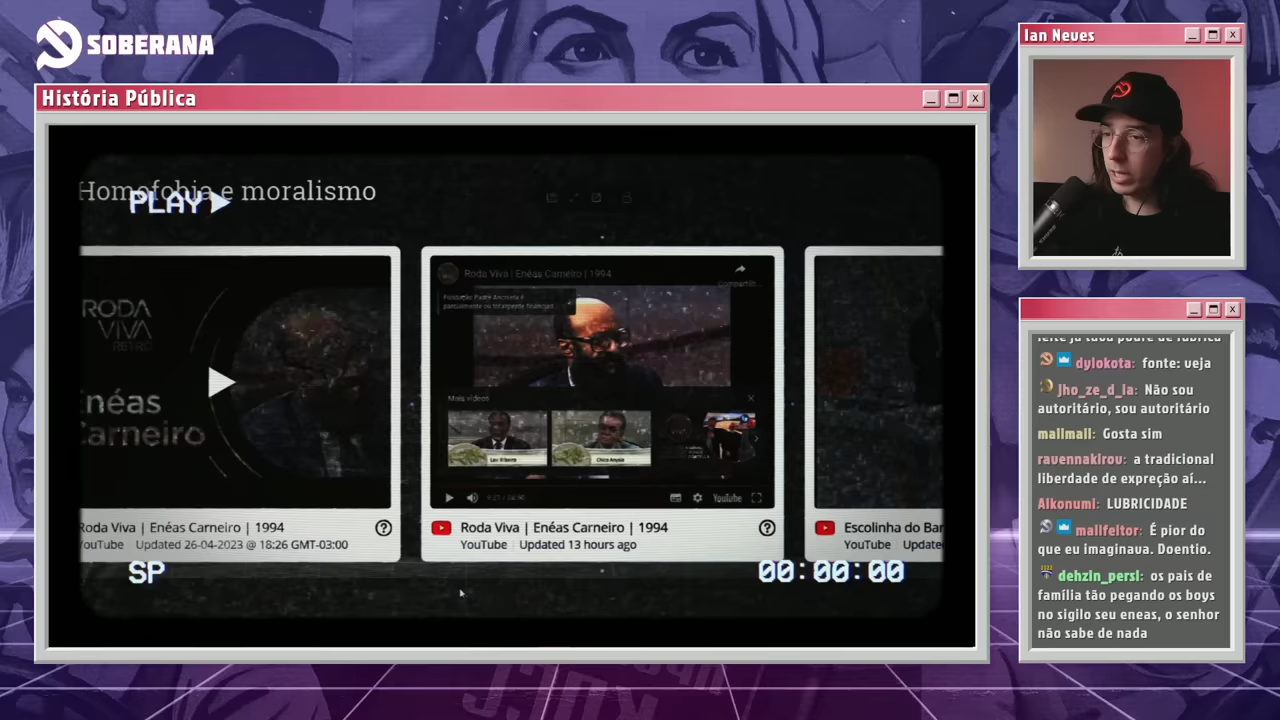 SOBERANA
História Pública
Homofobia e moralismo
PLAY
RODA
VIVA
RETRÔ
Enéas
Carneiro
Roda Viva | Enéas Carneiro | 1994
YouTube Updated 26-04-2023 @ 18:26 GMT-03:00
Roda Viva | Enéas Carneiro | 1994
Mais vídeos
YouTube
Roda Viva | Enéas Carneiro | 1994
YouTube Updated 13 hours ago
Escolinha do Bar
YouTube Update
SP
00:00:00
Ian Neves
dylokota: fonte: veja
Jho_ze_d_la: Não sou
autoritário, sou autoritário
mallmall: Gosta sim
ravennakirou: a tradicional
liberdade de expreção aí...
Alkonumi: LUBRICIDADE
mallfeitor: É pior do
que eu imaginava. Doentio.
dehzin_persi: os pais de
família tão pegando os boys
no sigilo seu eneas, o senhor
não sabe de nada